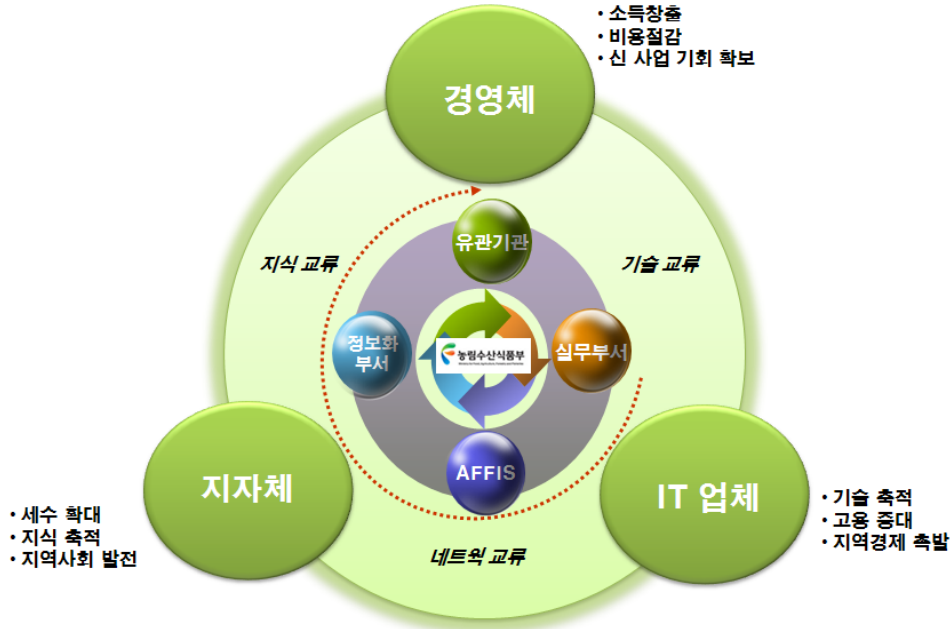 • 소득창출
• 비용절감
• 신 사업 기회 확보
경영체
유관기관
지식 교류
기술 교류
정보화
부서
농림수산식품부
실무부서
AFFIS
지자체
IT 업체
• 세수 확대
• 지식 축적
• 지역사회 발전
• 기술 축적
• 고용 증대
• 지역경제 촉발
네트웍 교류